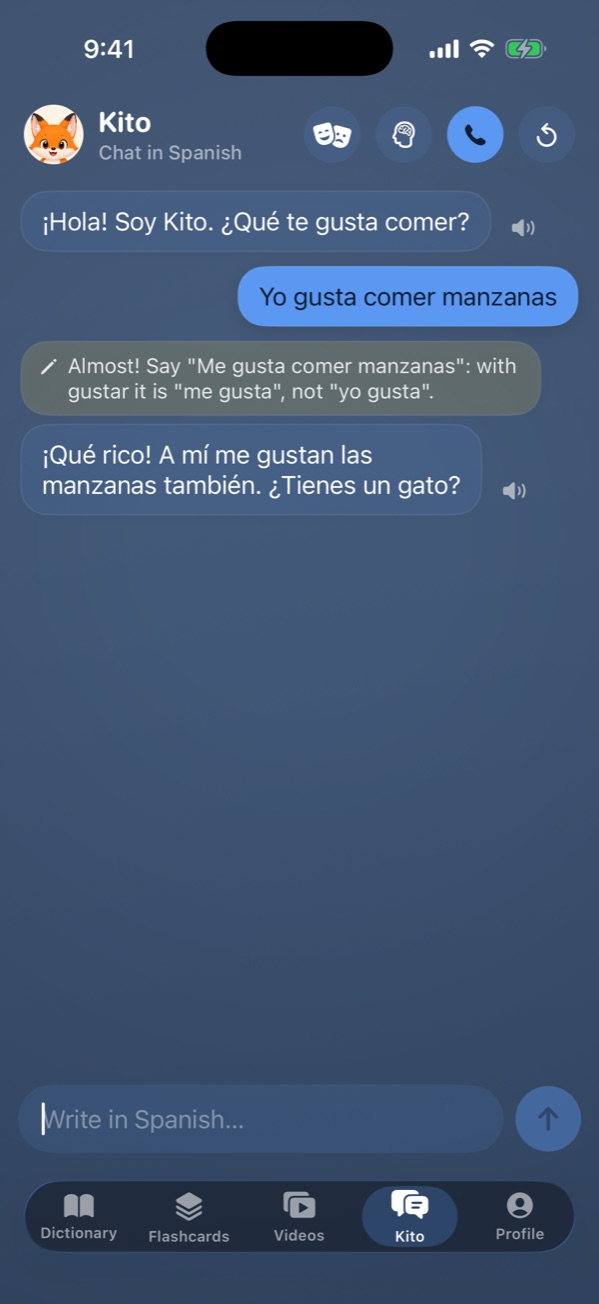 9:41
Kito
Chat in Spanish
¡Hola! Soy Kito. ¿Qué te gusta comer?
Yo gusta comer manzanas
Almost! Say "Me gusta comer manzanas": with
gustar it is "me gusta", not "yo gusta".
¡Qué rico! A mí me gustan las
manzanas también. ¿Tienes un gato?
Write in Spanish...
Dictionary
Flashcards
Videos
Kito
Profile